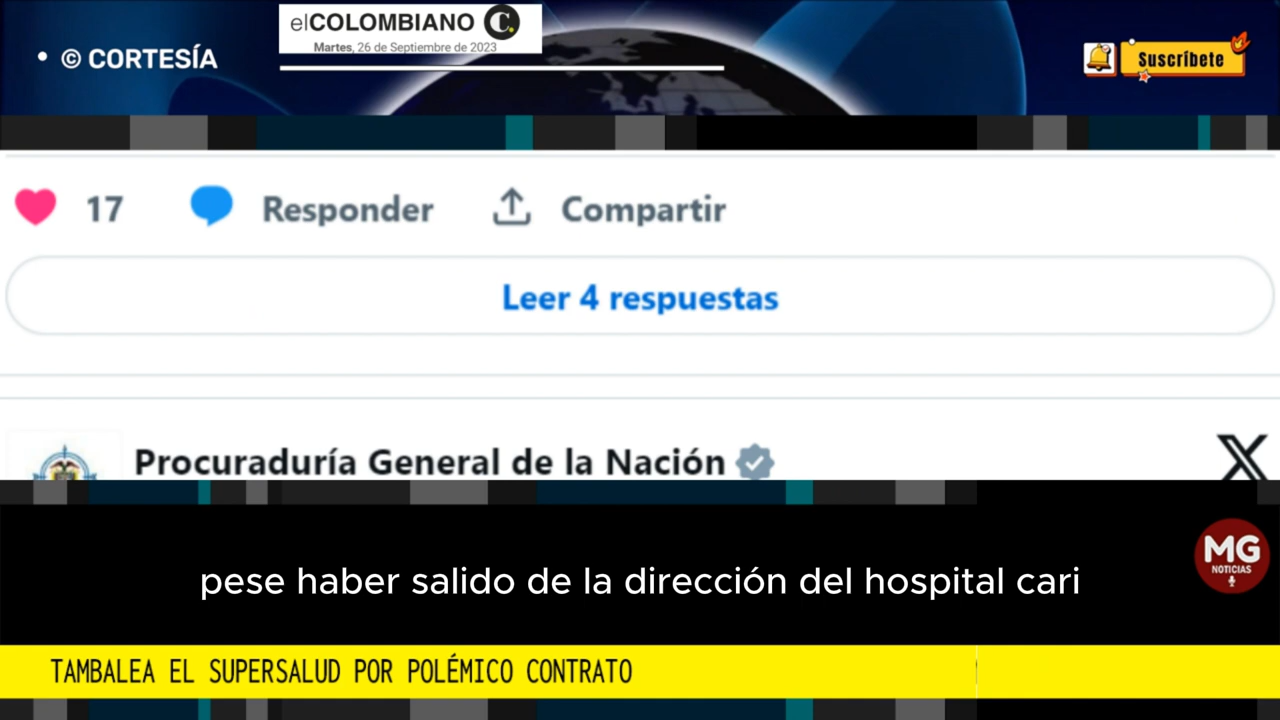 elCOLOMBIANO C.
Martes, 26 de Septiembre de 2023
• © CORTESÍA
Suscríbete
17 Responder Compartir
Leer 4 respuestas
Procuraduría General de la Nación
X
MG
NOTICIAS
pese haber salido de la dirección del hospital cari
TAMBALEA EL SUPERSALUD POR POLÉMICO CONTRATO